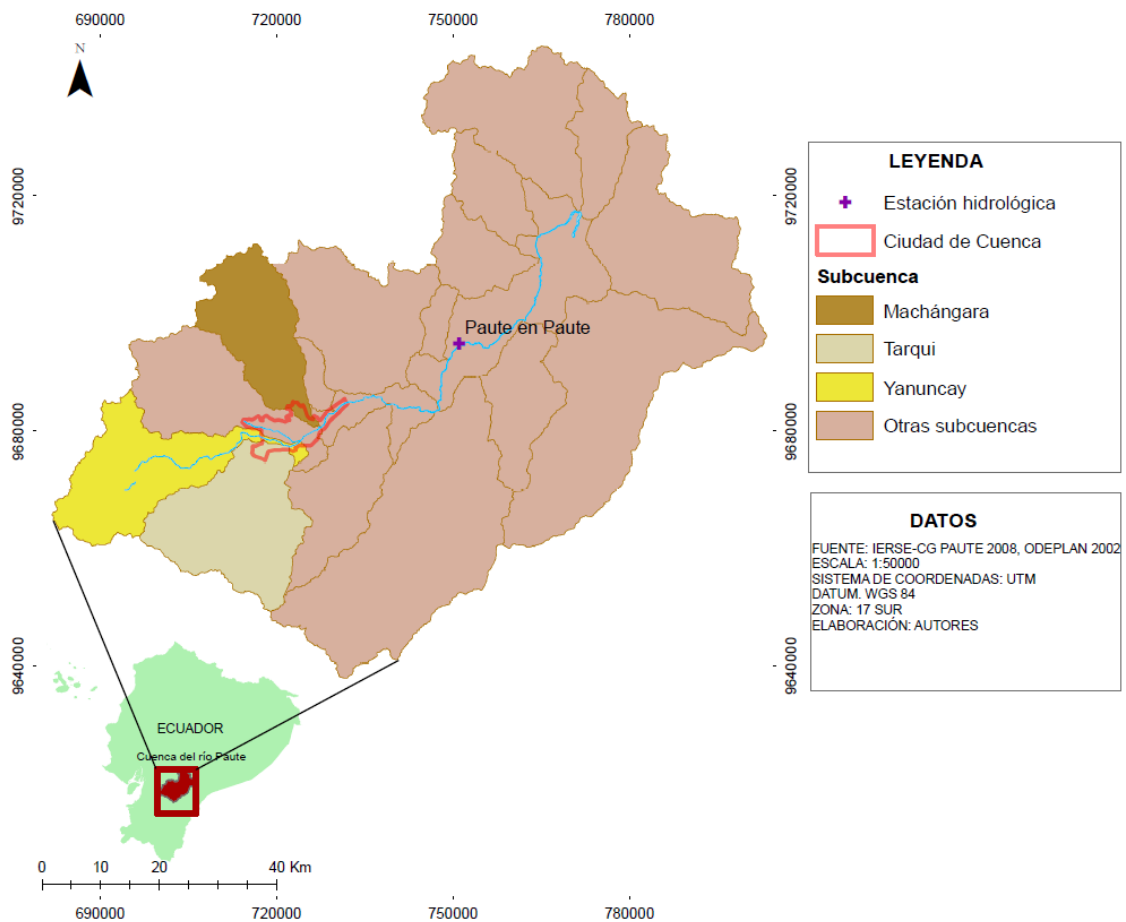 690000 720000 750000 780000
N
9720000 9720000
9680000 9680000
9640000 9640000
Paute en Paute
LEYENDA
Estación hidrológica
Ciudad de Cuenca
Subcuenca
Machángara
Tarqui
Yanuncay
Otras subcuencas
DATOS
FUENTE: IERSE-CG PAUTE 2008, ODEPLAN 2002
ESCALA: 1:50000
SISTEMA DE COORDENADAS: UTM
DATUM. WGS 84
ZONA: 17 SUR
ELABORACIÓN: AUTORES
ECUADOR
Cuenca del río Paute
0 10 20 40 Km
690000 720000 750000 780000